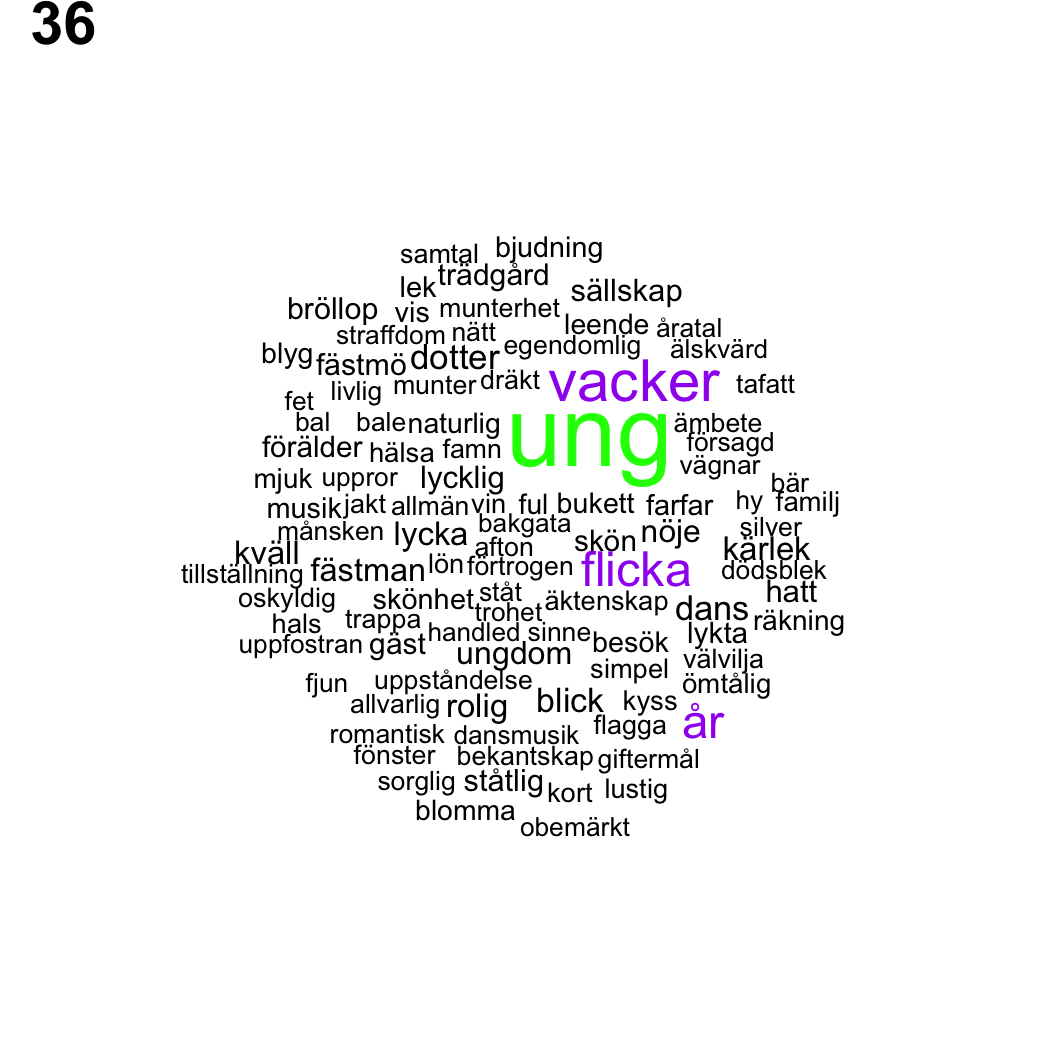 36
samtal bjudning
lek trädgård sällskap
bröllop vis munterhet
straffdom nätt leende åratal
blyg fästmö dotter egendomlig älskvärd
fet livlig munter dräkt vacker tafatt
bal bale naturlig ung ämbete
förälder hälsa famn försagd
mjuk uppror lycklig vägnar bär
musik jakt allmän vin ful bukett farfar hy familj
månsken lycka bakgata skön nöje silver
kväll afton kärlek
tillställning fästman lön förtrogen flicka dödsblek
oskyldig skönhet ståt äktenskap dans hatt
hals trappa trohet räkning
uppfostran gäst handled sinne besök lykta
ungdom simpel välvilja
fjun uppståndelse ömtålig
allvarlig rolig blick kyss år
romantisk dansmusik flagga
fönster bekantskap giftermål
sorglig ståtlig kort lustig
blomma obemärkt